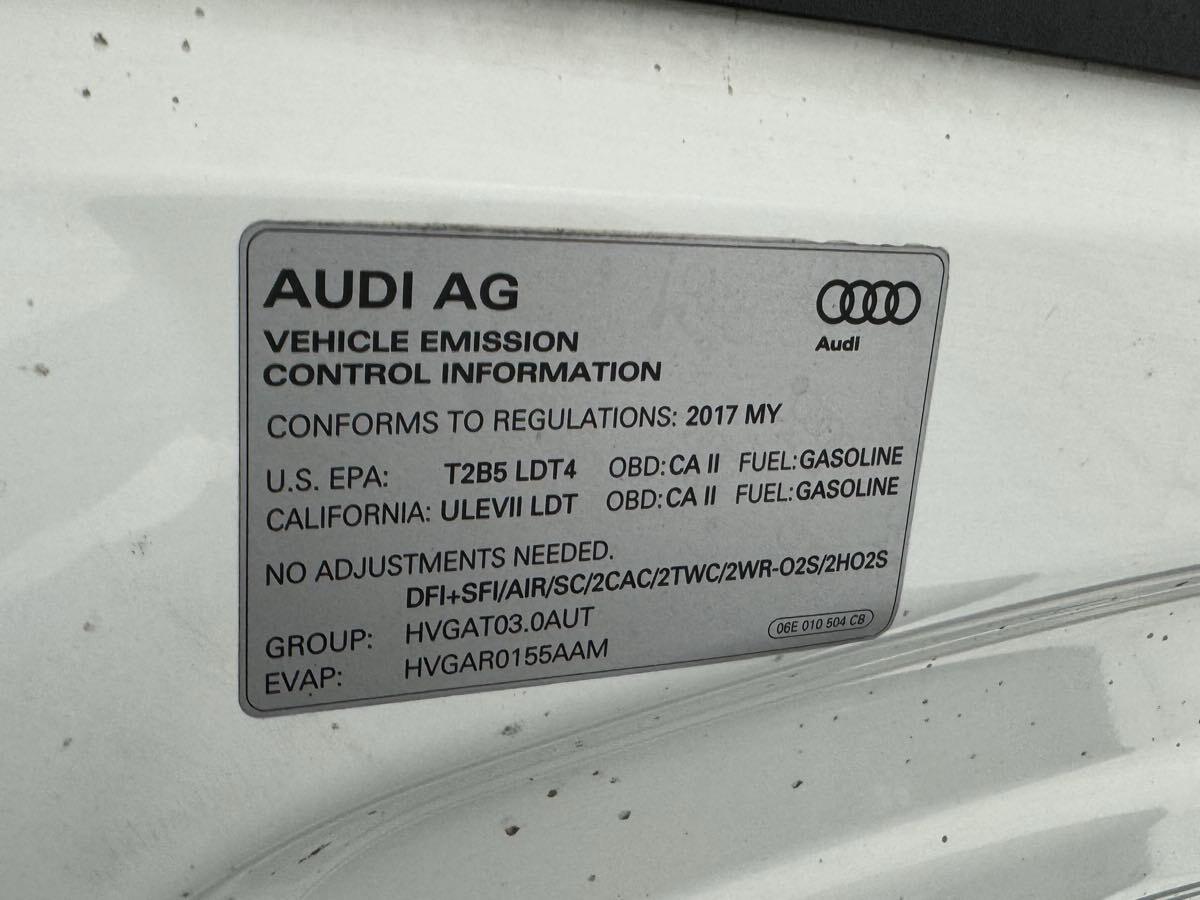 AUDI AG
Audi
VEHICLE EMISSION
CONTROL INFORMATION
CONFORMS TO REGULATIONS: 2017 MY
U.S. EPA: T2B5 LDT4 OBD: CA II FUEL: GASOLINE
CALIFORNIA: ULEVII LDT OBD: CA II FUEL: GASOLINE
NO ADJUSTMENTS NEEDED.
DFI+SFI/AIR/SC/2CAC/2TWC/2WR-O2S/2HO2S
GROUP: HVGAT03.0AUT
EVAP: HVGAR0155AAM
06E 010 504 CB